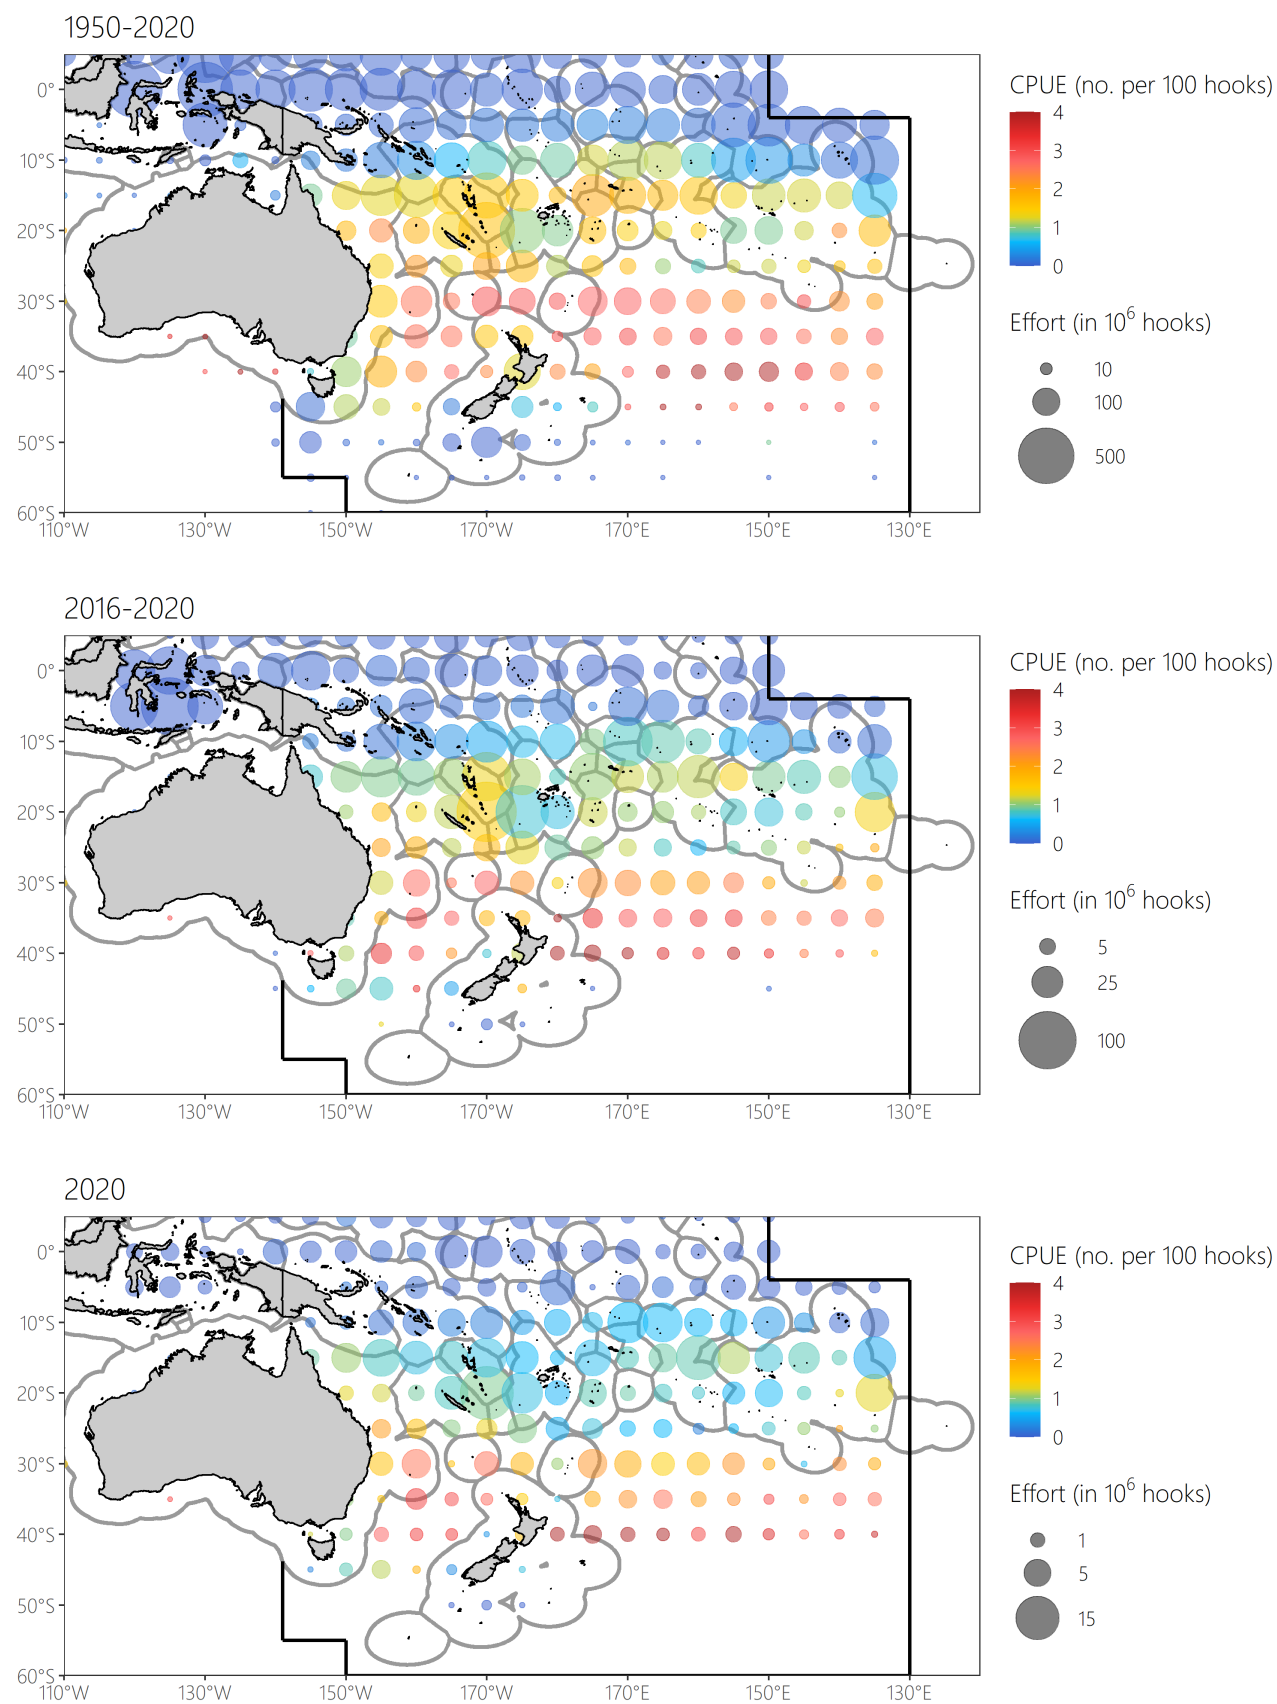 1950-2020
0°
10°S
20°S
30°S
40°S
50°S
60°S
110°W
130°W
150°W
170°W
170°E
150°E
130°E
CPUE (no. per 100 hooks)
4
3
2
1
0
Effort (in 10⁶ hooks)
10
100
500
2016-2020
0°
10°S
20°S
30°S
40°S
50°S
60°S
110°W
130°W
150°W
170°W
170°E
150°E
130°E
CPUE (no. per 100 hooks)
4
3
2
1
0
Effort (in 10⁶ hooks)
5
25
100
2020
0°
10°S
20°S
30°S
40°S
50°S
60°S
110°W
130°W
150°W
170°W
170°E
150°E
130°E
CPUE (no. per 100 hooks)
4
3
2
1
0
Effort (in 10⁶ hooks)
1
5
15